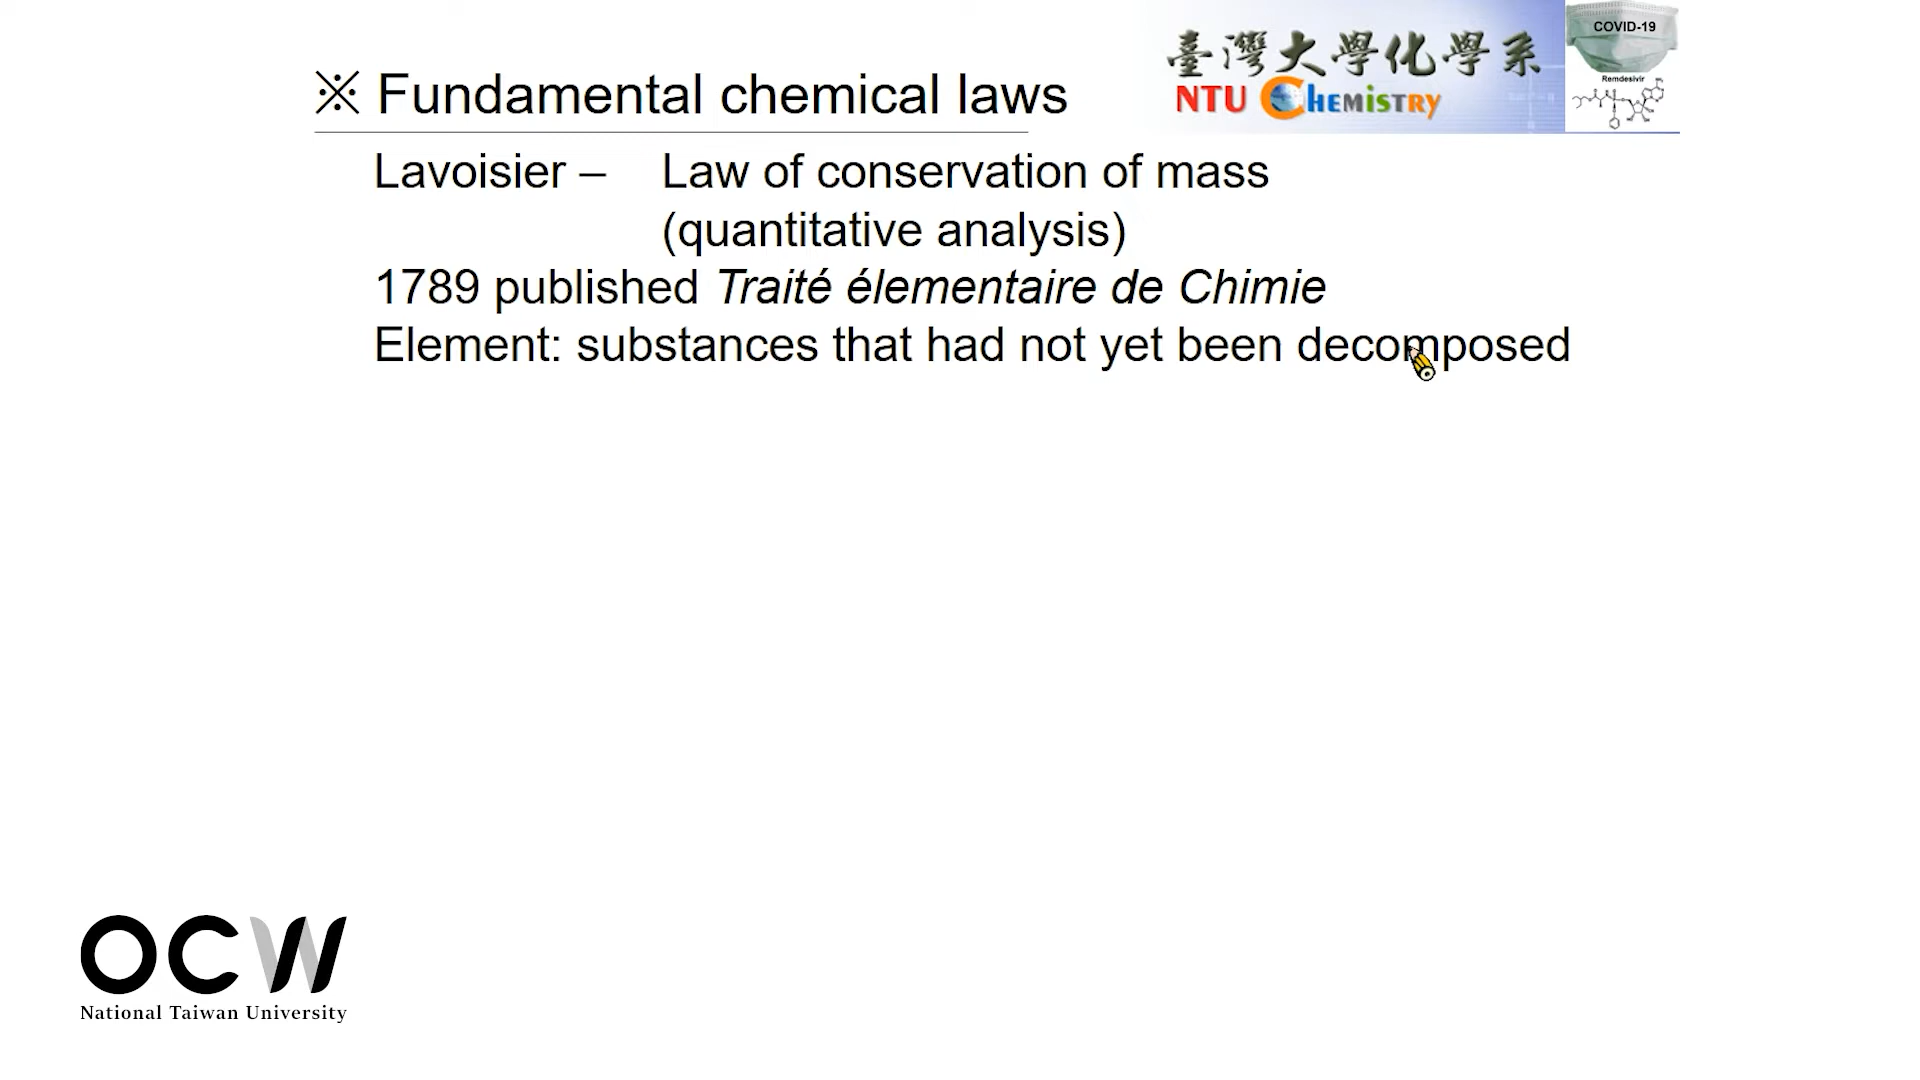 ※ Fundamental chemical laws
臺灣大學化學系
NTU Chemistry
COVID-19
Remdesivir
Lavoisier – Law of conservation of mass
(quantitative analysis)
1789 published Traité élementaire de Chimie
Element: substances that had not yet been decomposed
OCW
National Taiwan University